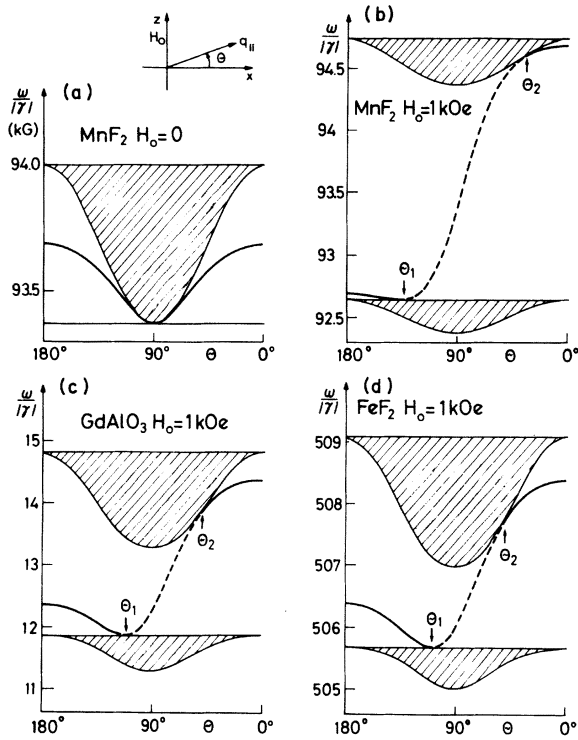 z
H₀
q∥
θ
x
(a)
ω
/|γ|
(kG)
MnF₂ H₀=0
94.0
93.5
180°
90°
θ
0°
(b)
ω
/|γ|
94.5
MnF₂ H₀=1kOe
θ₂
94
93.5
93
θ₁
92.5
180°
90°
θ
0°
(c)
ω
/|γ|
GdAlO₃ H₀=1kOe
15
14
θ₂
13
θ₁
12
11
180°
90°
θ
0°
(d)
ω
/|γ|
FeF₂ H₀=1kOe
509
508
θ₂
507
θ₁
506
505
180°
90°
θ
0°